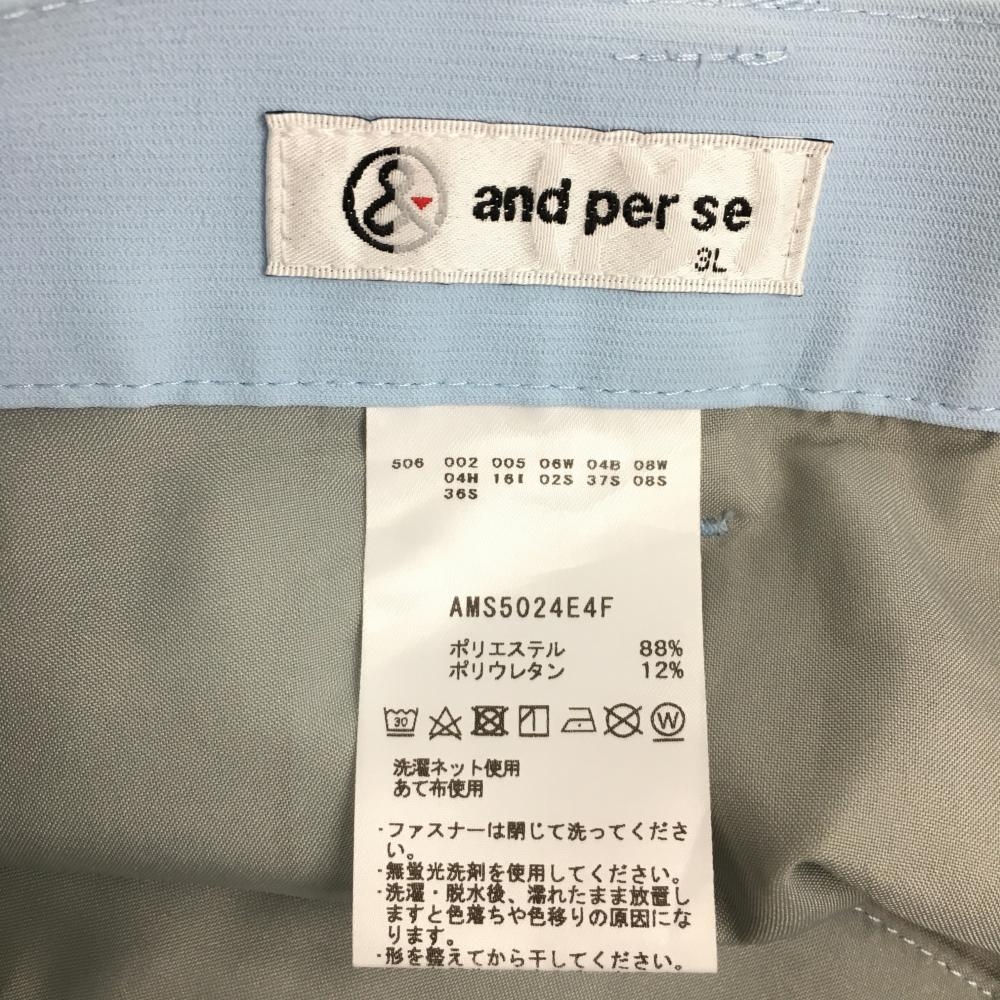 and per se
3L
506 002 005 06W 04B 08W
04H 16I 02S 37S 08S
36S
AMS5024E4F
ポリエステル 88%
ポリウレタン 12%
30
W
洗濯ネット使用
あて布使用
・ファスナーは閉じて洗ってくださ
い。
・無蛍光洗剤を使用してください。
・洗濯・脱水後、濡れたまま放置し
ますと色落ちや色移りの原因にな
ります。
・形を整えてから干してください。